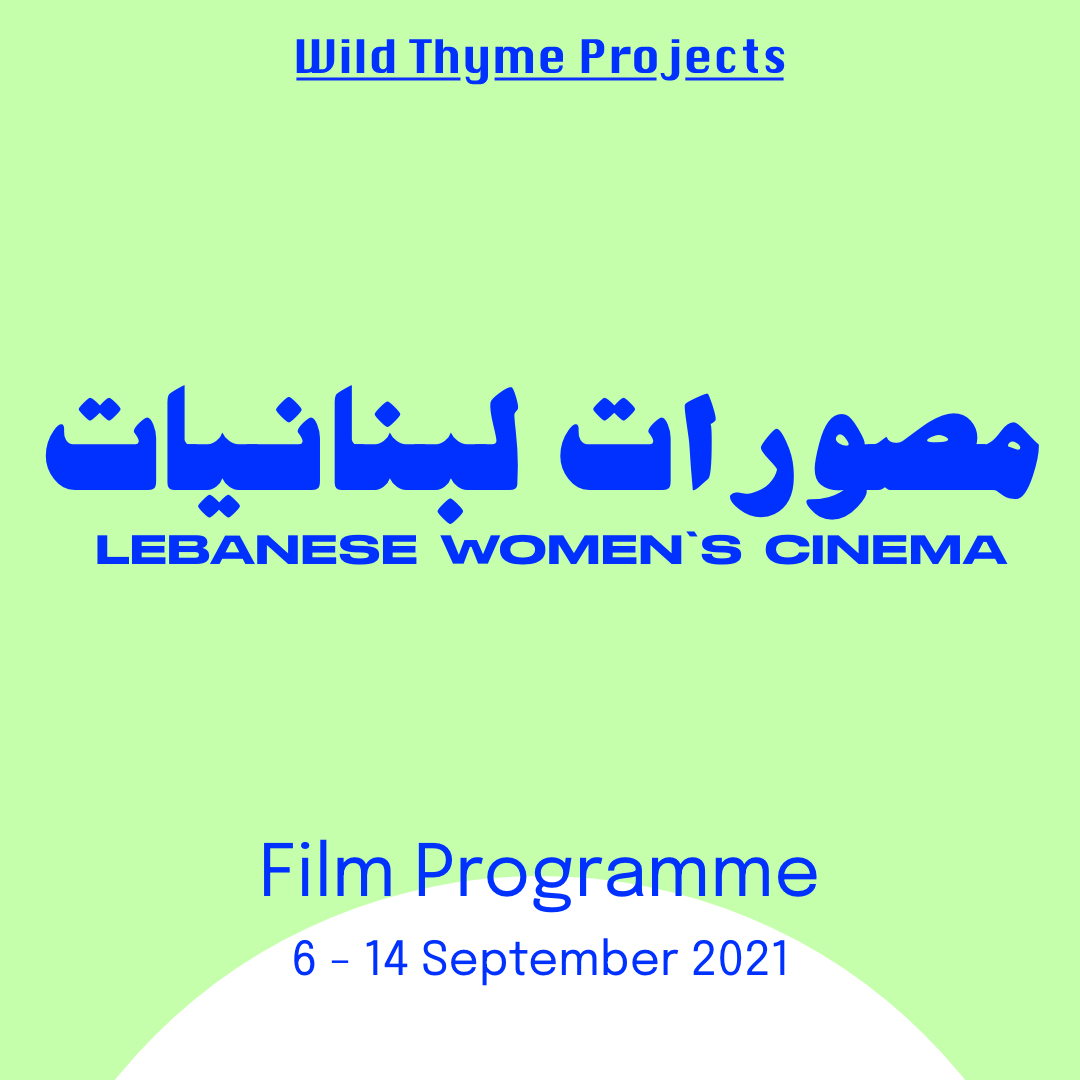 Wild Thyme Projects
مصورات لبنانيات
LEBANESE WOMEN`S CINEMA
Film Programme
6 – 14 September 2021